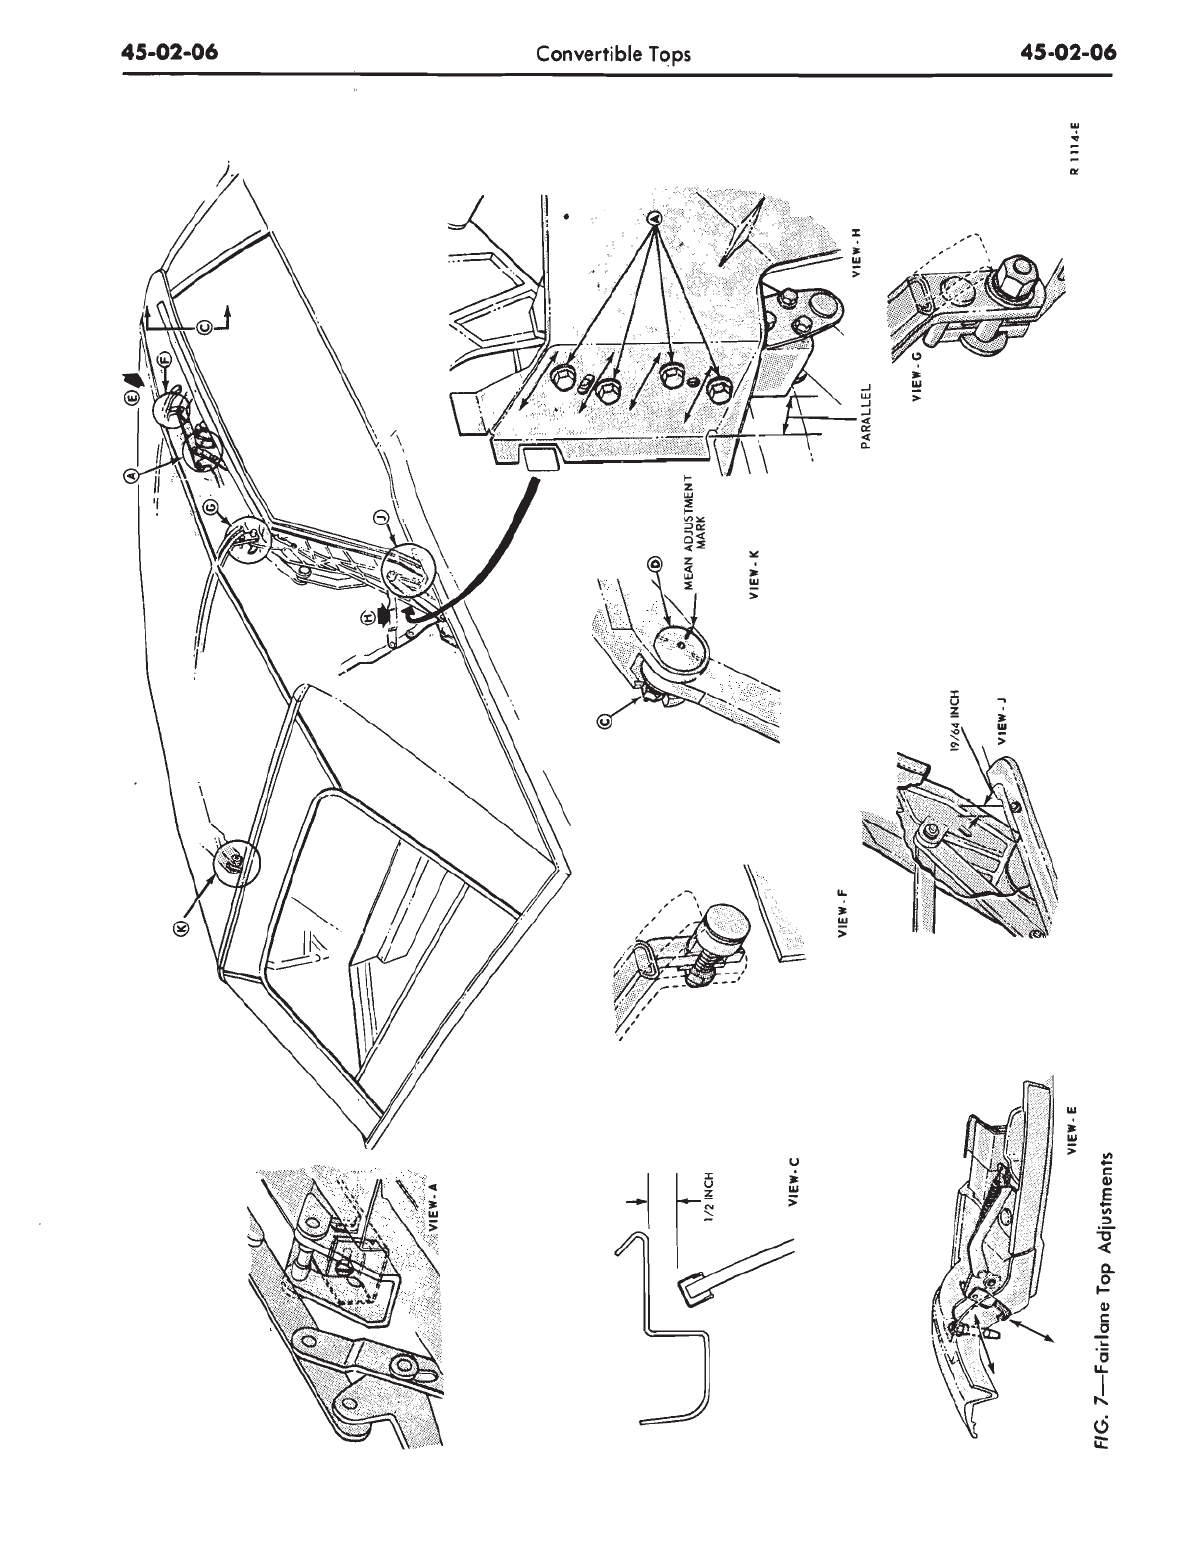 45-02-06
Convertible Tops
45-02-06
R 1114-E
E
F
C
A
G
J
H
K
A
VIEW-H
PARALLEL
VIEW-G
D
MEAN ADJUSTMENT
MARK
C
VIEW-K
19/64 INCH
VIEW-J
VIEW-F
VIEW-A
1/2 INCH
VIEW-C
VIEW-E
FIG. 7—Fairlane Top Adjustments